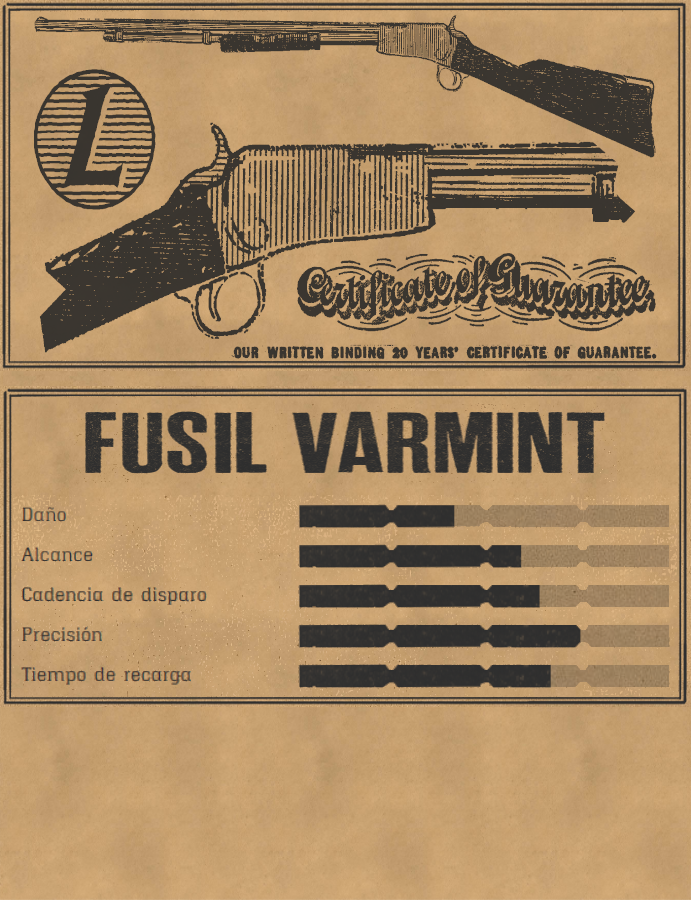 L
Certificate of Guarantee.
OUR WRITTEN BINDING 20 YEARS' CERTIFICATE OF GUARANTEE.
FUSIL VARMINT
Daño
Alcance
Cadencia de disparo
Precisión
Tiempo de recarga